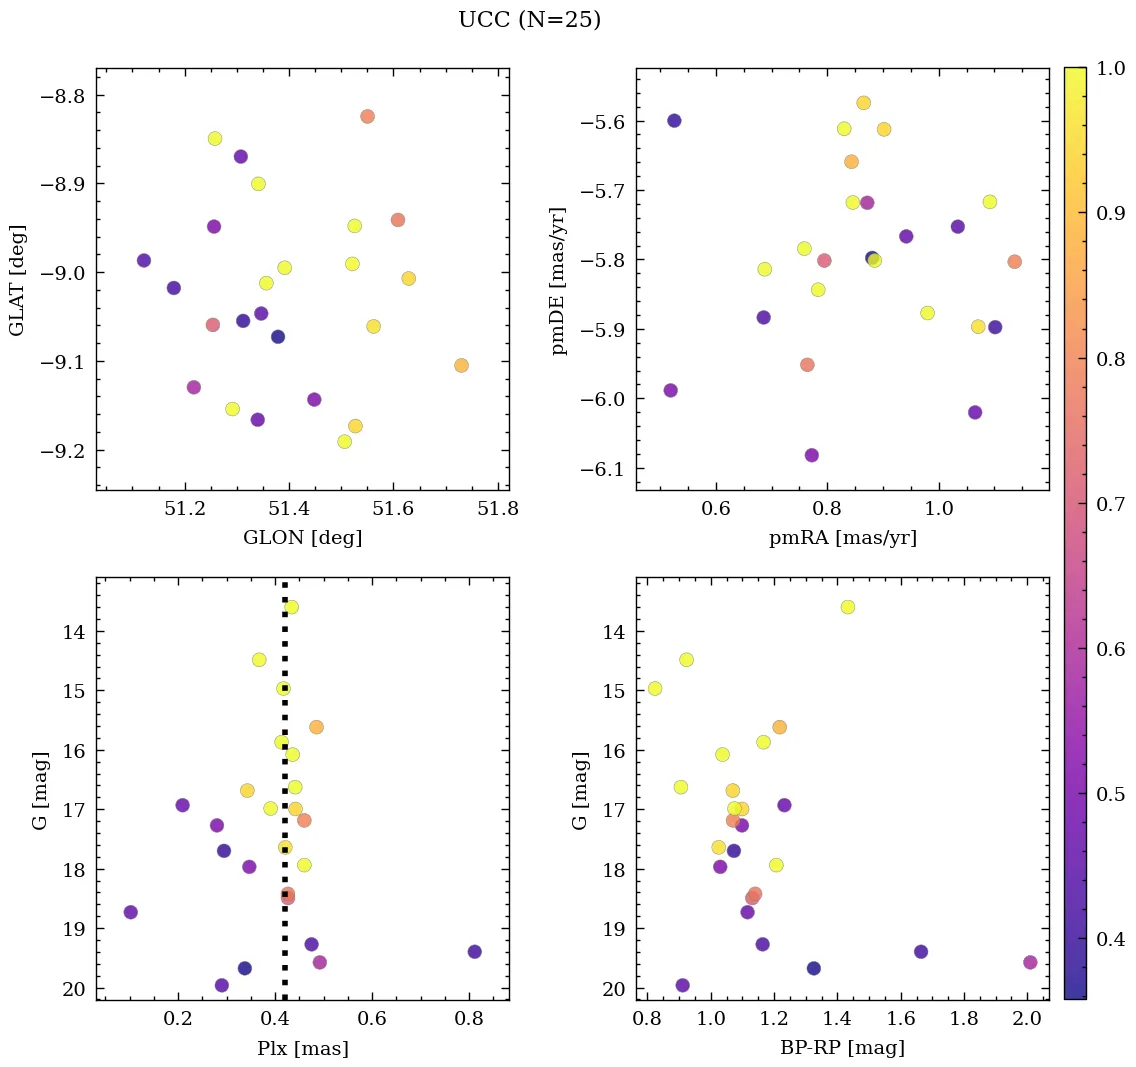 UCC (N=25)
−8.8
−8.9
−9.0
−9.1
−9.2
GLAT [deg]
51.2 51.4 51.6 51.8
GLON [deg]
−5.6
−5.7
−5.8
−5.9
−6.0
−6.1
pmDE [mas/yr]
0.6 0.8 1.0
pmRA [mas/yr]
14
15
16
17
18
19
20
G [mag]
0.2 0.4 0.6 0.8
Plx [mas]
14
15
16
17
18
19
20
G [mag]
0.8 1.0 1.2 1.4 1.6 1.8 2.0
BP-RP [mag]
1.0
0.9
0.8
0.7
0.6
0.5
0.4